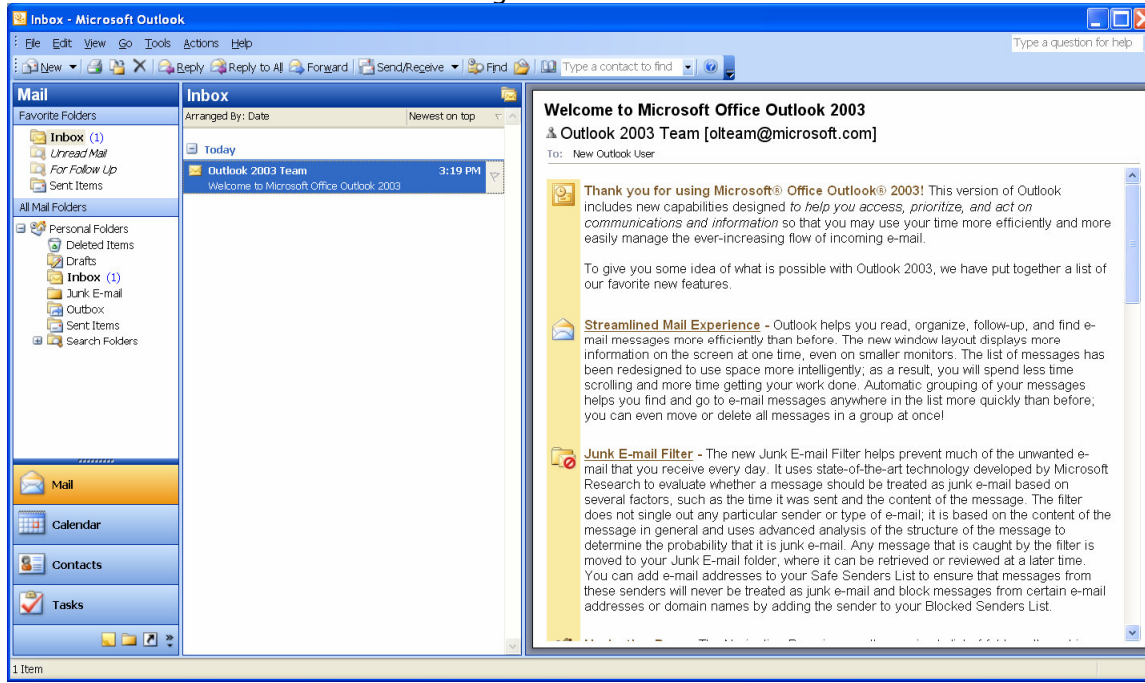 Inbox - Microsoft Outlook
File Edit View Go Tools Actions Help
Type a question for help
New Reply Reply to All Forward Send/Receive Find Type a contact to find
Mail
Favorite Folders
Inbox (1)
Unread Mail
For Follow Up
Sent Items
All Mail Folders
Personal Folders
Deleted Items
Drafts
Inbox (1)
Junk E-mail
Outbox
Sent Items
Search Folders
Mail
Calendar
Contacts
Tasks
Inbox
Arranged By: Date Newest on top
Today
Outlook 2003 Team 3:19 PM
Welcome to Microsoft Office Outlook 2003
Welcome to Microsoft Office Outlook 2003
Outlook 2003 Team [olteam@microsoft.com]
To: New Outlook User
Thank you for using Microsoft® Office Outlook® 2003! This version of Outlook
includes new capabilities designed to help you access, prioritize, and act on
communications and information so that you may use your time more efficiently and more
easily manage the ever-increasing flow of incoming e-mail.
To give you some idea of what is possible with Outlook 2003, we have put together a list of
our favorite new features.
Streamlined Mail Experience - Outlook helps you read, organize, follow-up, and find e-
mail messages more efficiently than before. The new window layout displays more
information on the screen at one time, even on smaller monitors. The list of messages has
been redesigned to use space more intelligently; as a result, you will spend less time
scrolling and more time getting your work done. Automatic grouping of your messages
helps you find and go to e-mail messages anywhere in the list more quickly than before;
you can even move or delete all messages in a group at once!
Junk E-mail Filter - The new Junk E-mail Filter helps prevent much of the unwanted e-
mail that you receive every day. It uses state-of-the-art technology developed by Microsoft
Research to evaluate whether a message should be treated as junk e-mail based on
several factors, such as the time it was sent and the content of the message. The filter
does not single out any particular sender or type of e-mail; it is based on the content of the
message in general and uses advanced analysis of the structure of the message to
determine the probability that it is junk e-mail. Any message that is caught by the filter is
moved to your Junk E-mail folder, where it can be retrieved or reviewed at a later time.
You can add e-mail addresses to your Safe Senders List to ensure that messages from
these senders will never be treated as junk e-mail and block messages from certain e-mail
addresses or domain names by adding the sender to your Blocked Senders List.
1 Item